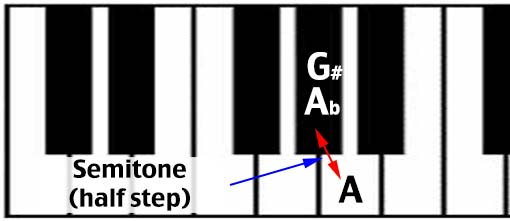 G#
Ab
Semitone
(half step)
A